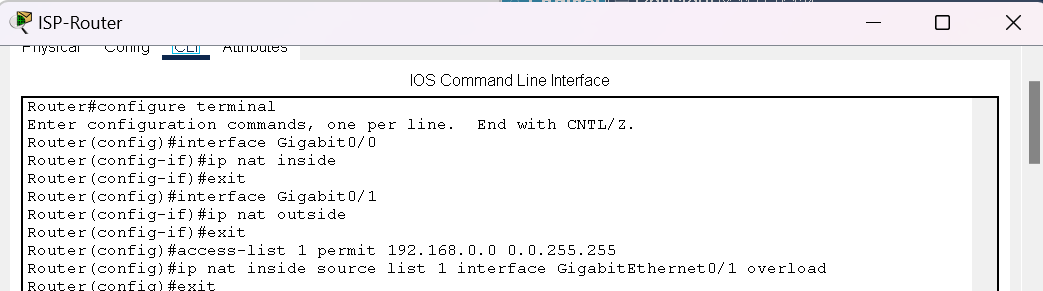 ISP-Router
Physical Config CLI Attributes
IOS Command Line Interface
Router#configure terminal
Enter configuration commands, one per line.  End with CNTL/Z.
Router(config)#interface Gigabit0/0
Router(config-if)#ip nat inside
Router(config-if)#exit
Router(config)#interface Gigabit0/1
Router(config-if)#ip nat outside
Router(config-if)#exit
Router(config)#access-list 1 permit 192.168.0.0 0.0.255.255
Router(config)#ip nat inside source list 1 interface GigabitEthernet0/1 overload
Router(config)#exit